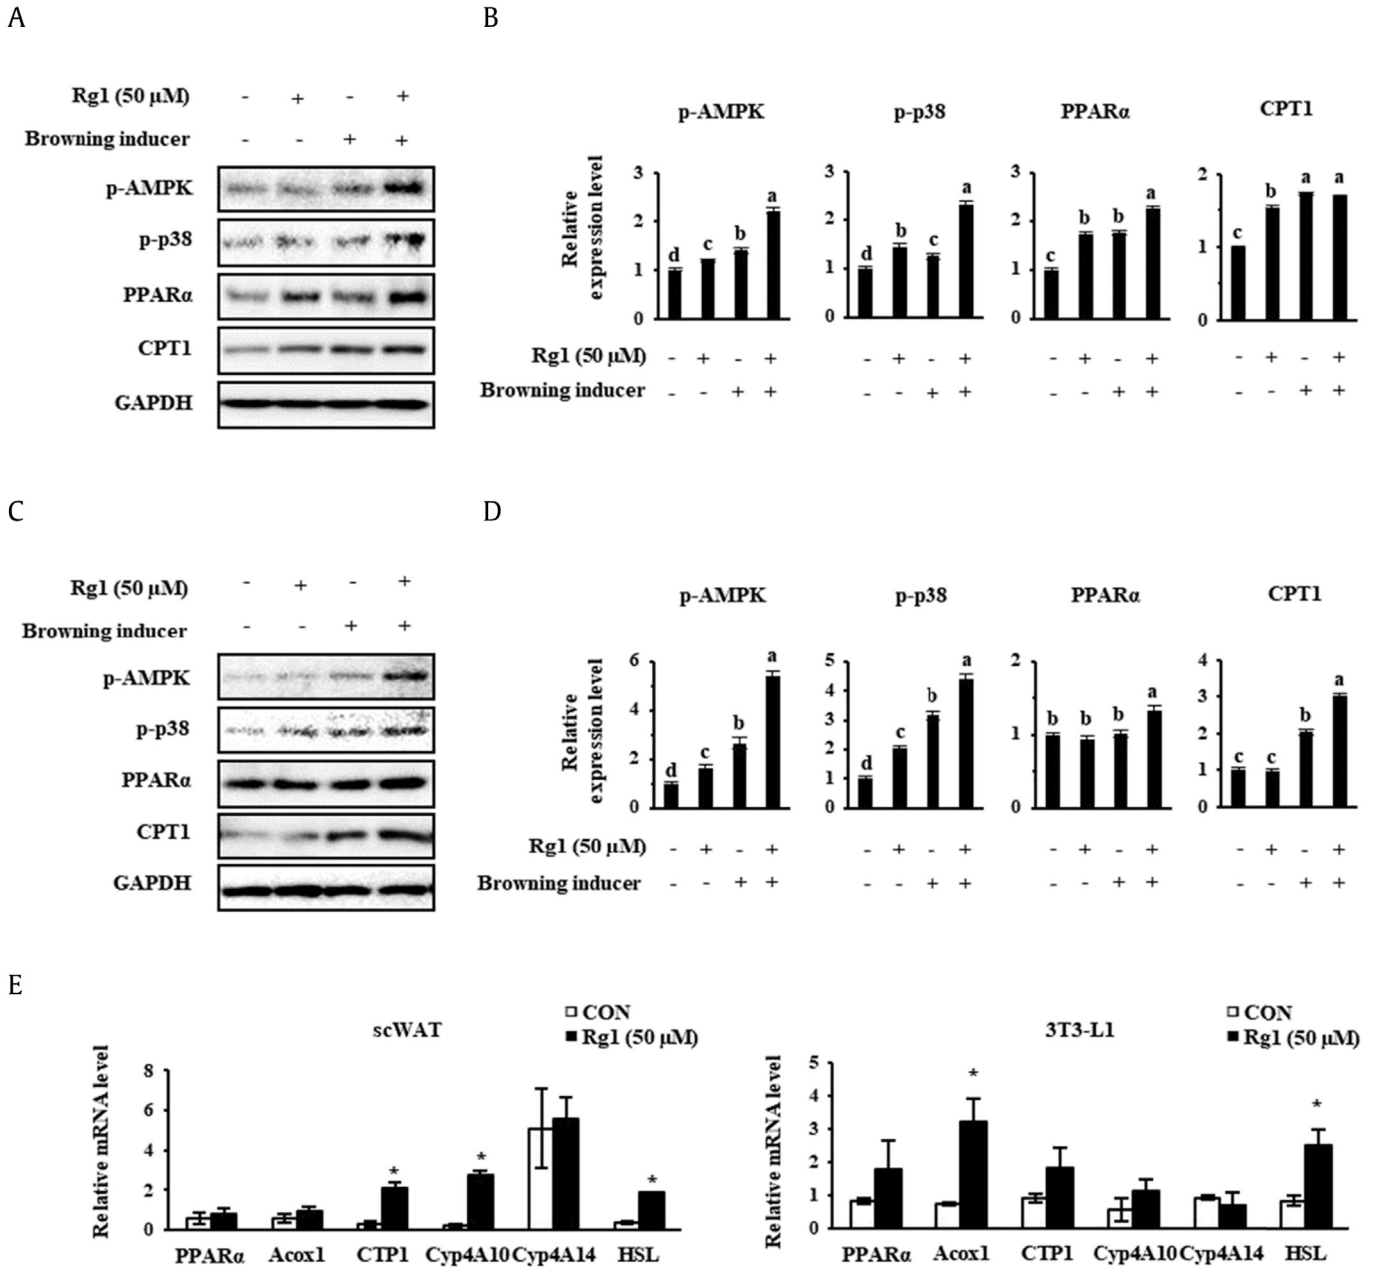 A
Rg1 (50 μM) - + - +
Browning inducer - - + +
p-AMPK
p-p38
PPARα
CPT1
GAPDH
B
p-AMPK p-p38 PPARα CPT1
Relative
expression level
3
2
1
0
d c b a
3
2
1
0
d b c a
3
2
1
0
c b b a
2
1
0
c b a a
Rg1 (50 μM) - + - + - + - + - + - + - + - +
Browning inducer - - + + - - + + - - + + - - + +
C
Rg1 (50 μM) - + - +
Browning inducer - - + +
p-AMPK
p-p38
PPARα
CPT1
GAPDH
D
p-AMPK p-p38 PPARα CPT1
Relative
expression level
6
4
2
0
d c b a
5
4
3
2
1
0
d c b a
2
1
0
b b b a
4
3
2
1
0
c c b a
Rg1 (50 μM) - + - + - + - + - + - + - + - +
Browning inducer - - + + - - + + - - + + - - + +
E
scWAT
CON
Rg1 (50 μM)
Relative mRNA level
8
6
4
2
0
* * *
PPARα Acox1 CTP1 Cyp4A10 Cyp4A14 HSL
3T3-L1
CON
Rg1 (50 μM)
Relative mRNA level
5
4
3
2
1
0
* *
PPARα Acox1 CTP1 Cyp4A10 Cyp4A14 HSL